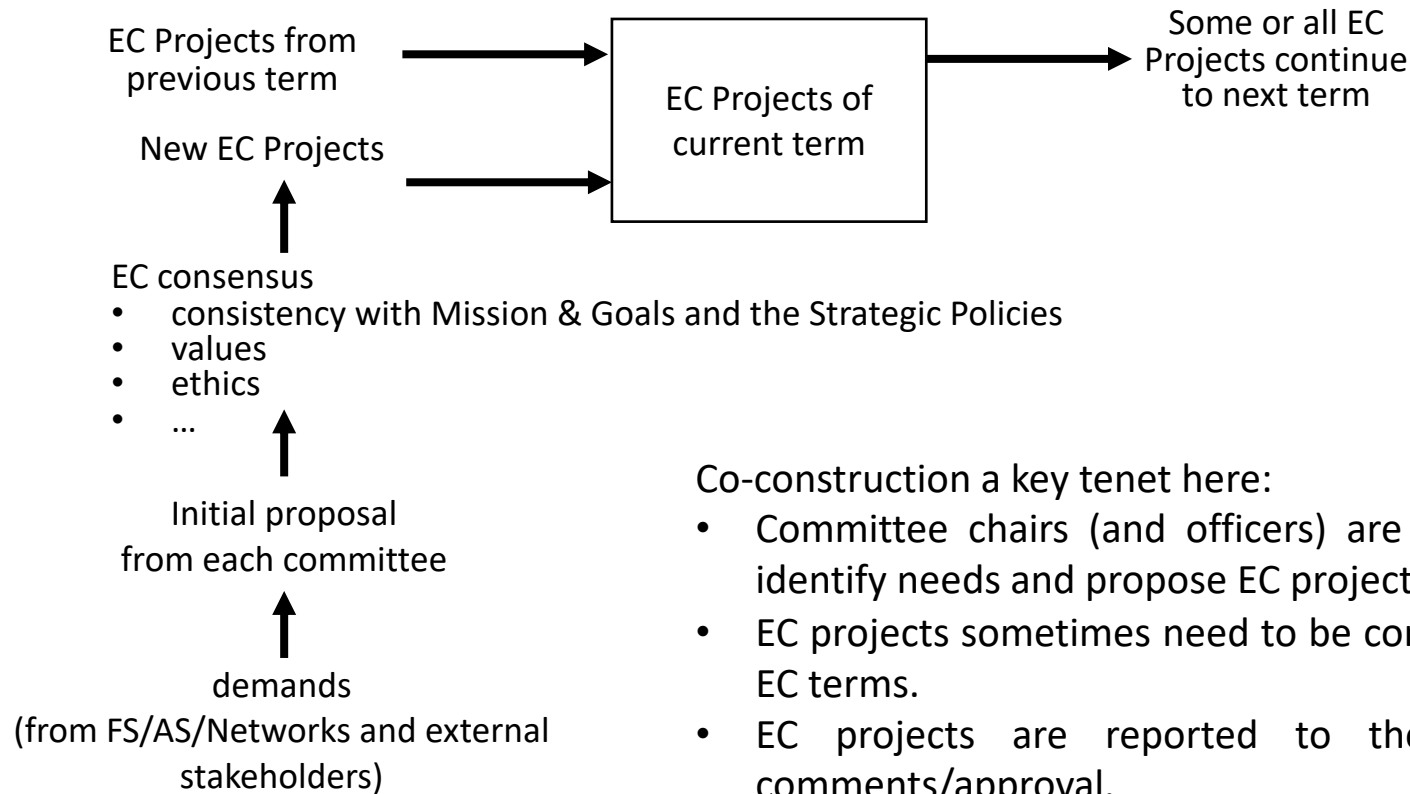 EC Projects from
previous term
New EC Projects
EC Projects of
current term
Some or all EC
Projects continue
to next term
EC consensus
• consistency with Mission & Goals and the Strategic Policies
• values
• ethics
• ...
Initial proposal
from each committee
demands
(from FS/AS/Networks and external
stakeholders)
Co-construction a key tenet here:
• Committee chairs (and officers) are
identify needs and propose EC project
• EC projects sometimes need to be
EC terms.
• EC projects are reported to
comments/approval.